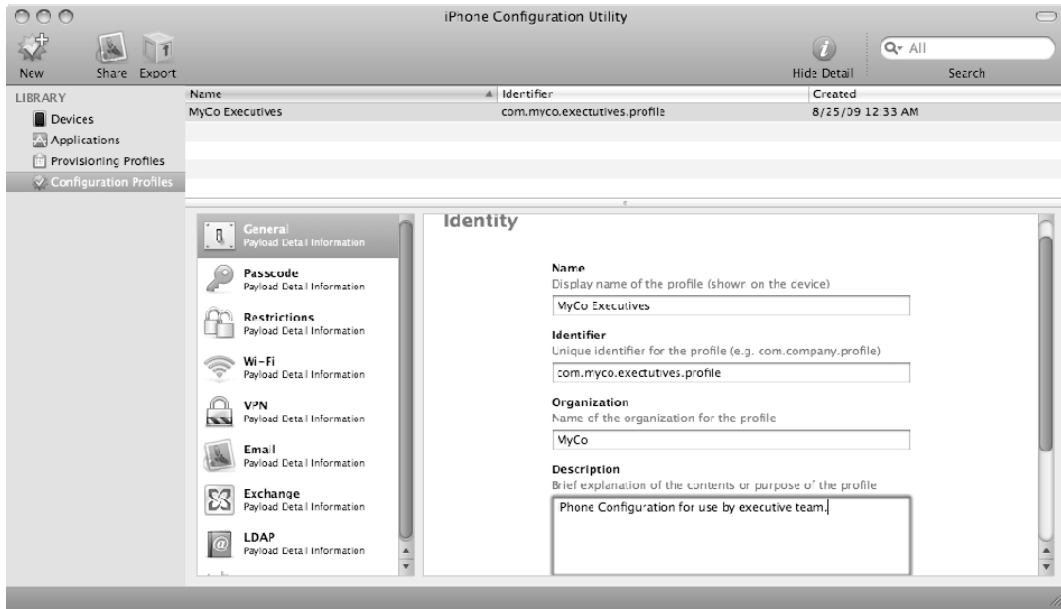 iPhone Configuration Utility
New Share Export Hide Detail Search
All
LIBRARY
Devices
Applications
Provisioning Profiles
Configuration Profiles
Name Identifier Created
MyCo Executives com.myco.exectutives.profile 8/25/09 12:33 AM
General
Payload Detail Information
Passcode
Payload Detail Information
Restrictions
Payload Detail Information
Wi-Fi
Payload Detail Information
VPN
Payload Detail Information
Email
Payload Detail Information
Exchange
Payload Detail Information
LDAP
Payload Detail Information
Identity
Name
Display name of the profile (shown on the device)
MyCo Executives
Identifier
Unique identifier for the profile (e.g. com.company.profile)
com.myco.exectutives.profile
Organization
Name of the organization for the profile
MyCo
Description
Brief explanation of the contents or purpose of the profile
Phone Configuration for use by executive team.